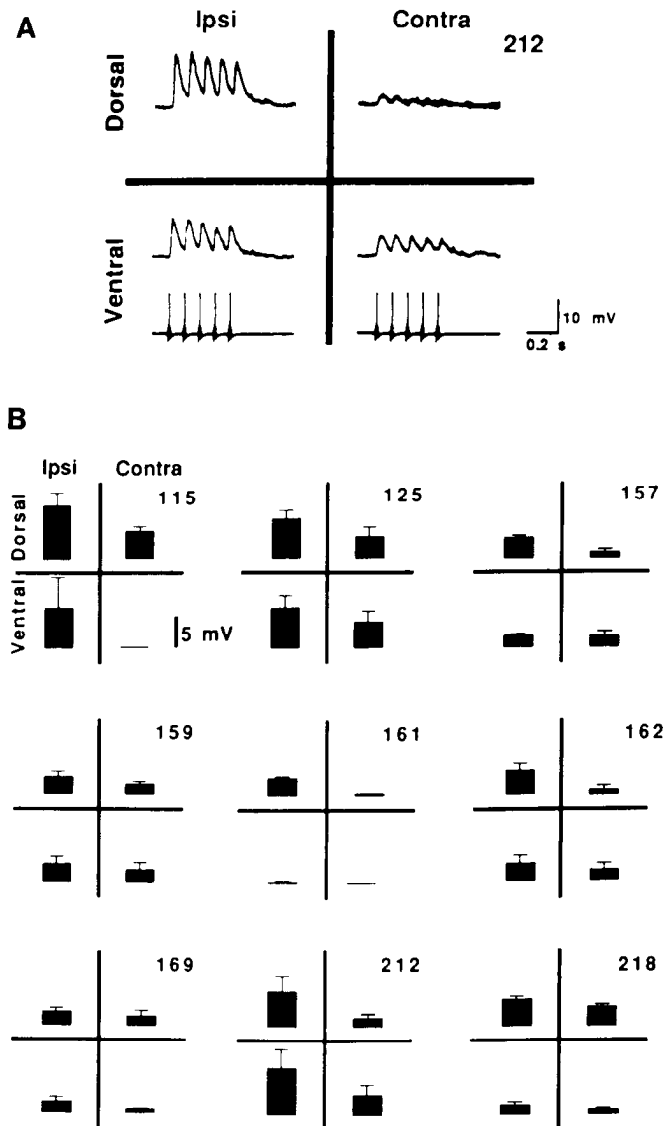 A
Ipsi
Contra
212
Dorsal
Ventral
10 mV
0.2 s
B
Ipsi
Contra
Dorsal
Ventral
115
5 mV
125
157
159
161
162
169
212
218